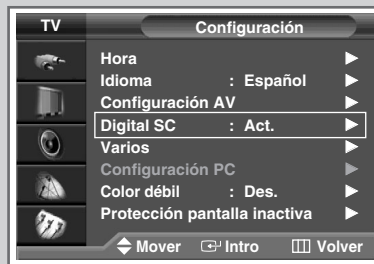 TV Configuración
Hora
Idioma : Español
Configuración AV
Digital SC : Act.
Varios
Configuración PC
Color débil : Des.
Protección pantalla inactiva
Mover Intro Volver